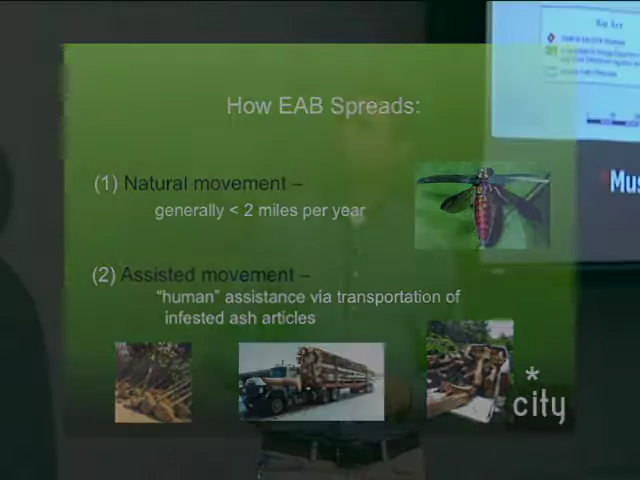 How EAB Spreads:
(1) Natural movement –
generally < 2 miles per year
(2) Assisted movement –
"human" assistance via transportation of
infested ash articles
* city